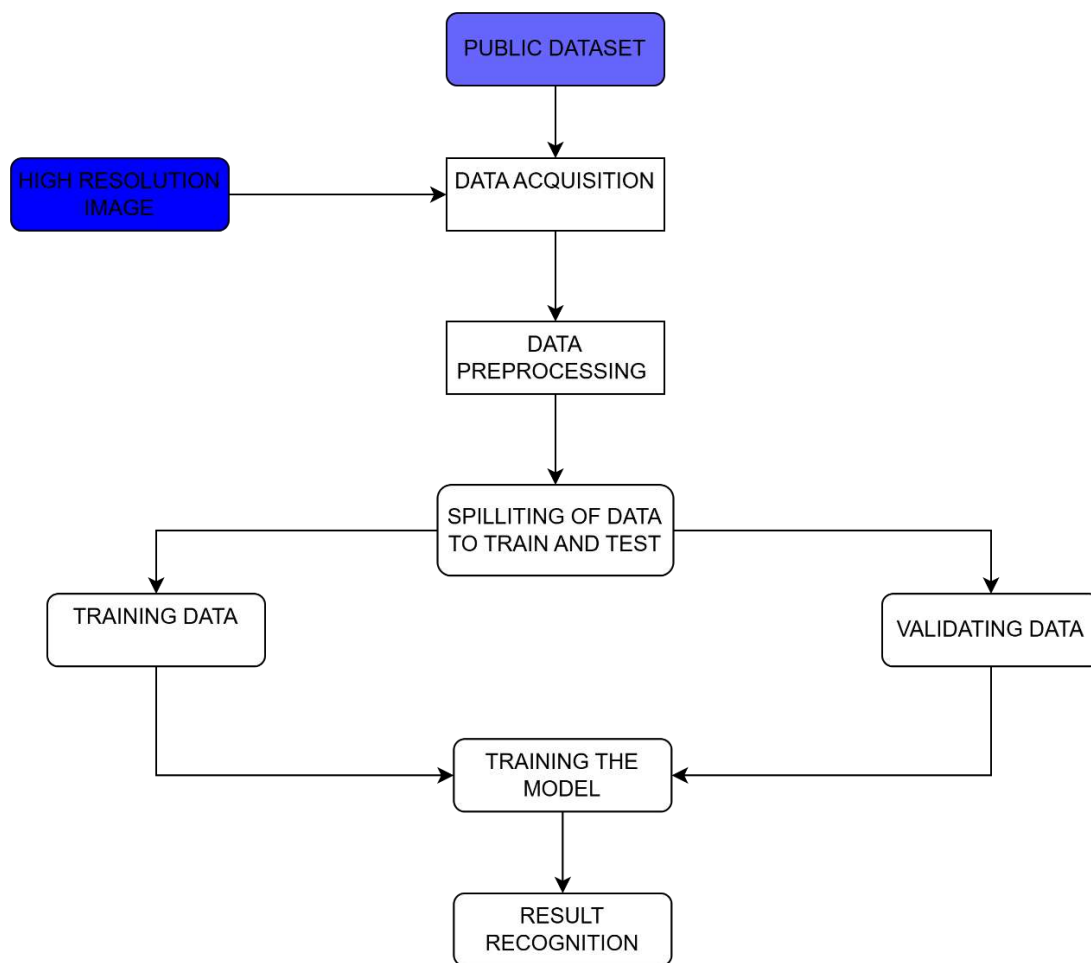 PUBLIC DATASET
HIGH RESOLUTION
IMAGE
DATA ACQUISITION
DATA
PREPROCESSING
SPILLITING OF DATA
TO TRAIN AND TEST
TRAINING DATA
VALIDATING DATA
TRAINING THE
MODEL
RESULT
RECOGNITION